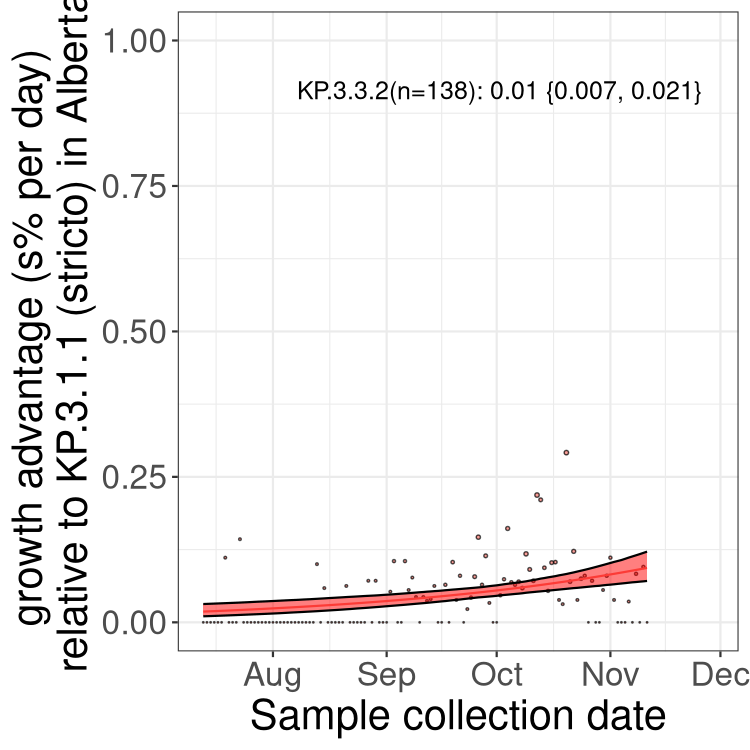 growth advantage (s% per day)
relative to KP.3.1.1 (stricto) in Alberta
1.00
KP.3.3.2(n=138): 0.01 {0.007, 0.021}
0.75
0.50
0.25
0.00
Aug Sep Oct Nov Dec
Sample collection date